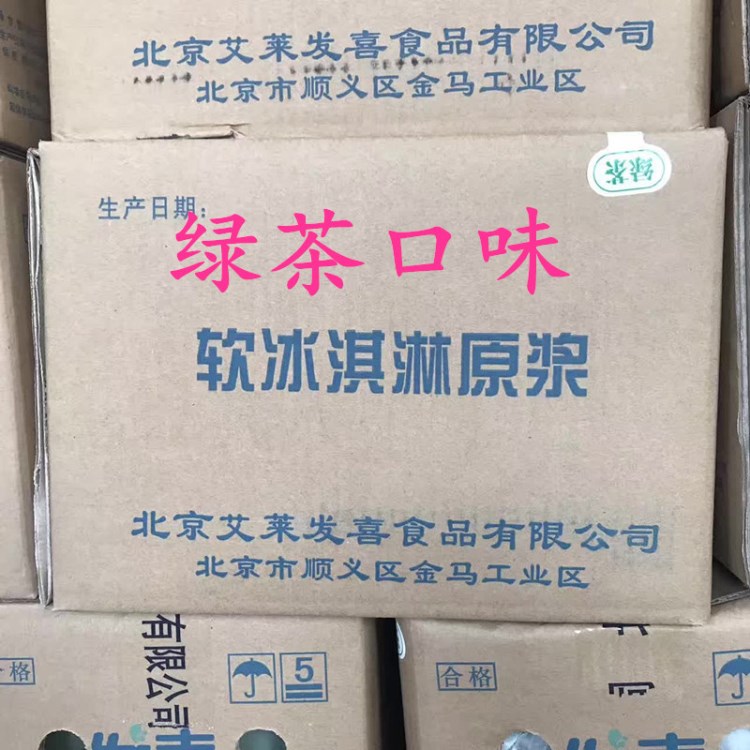 北京艾莱发喜食品有限公司
北京市顺义区金马工业区
绿茶
生产日期:
绿茶口味
软冰淇淋原浆
北京艾莱发喜食品有限公司
北京市顺义区金马工业区
合格
有限公司
5
合格
司